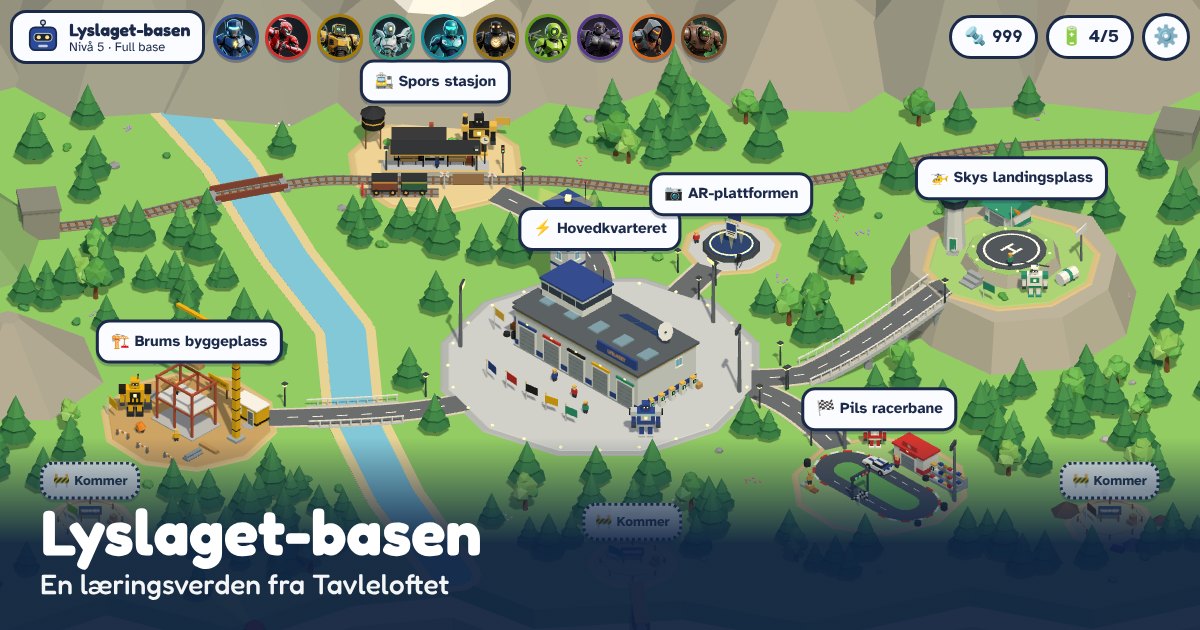 Lyslaget-basen
Nivå 5 · Full base
999
4/5
Spors stasjon
Skys landingsplass
AR-plattformen
Hovedkvarteret
H
Brums byggeplass
Pils racerbane
Kommer
Kommer
Kommer
Lyslaget-basen
En læringsverden fra Tavleloftet